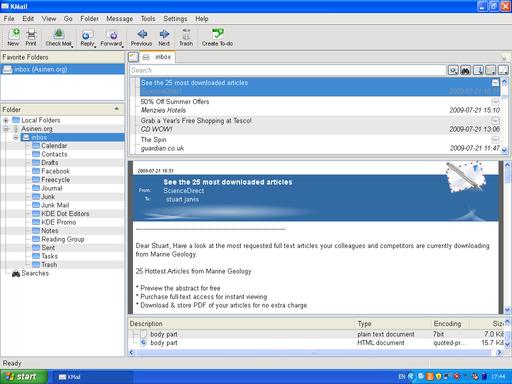 KMail
File Edit View Go Folder Message Tools Settings Help
New Print Check Mail Reply Forward Previous Next Trash Create To-do
Favorite Folders
inbox (Asinen.org)
Folder
Local Folders
Asinen.org
inbox
Calendar
Contacts
Drafts
Facebook
Freecycle
Journal
Junk
Junk Mail
KDE Dot Editors
KDE Promo
Notes
Reading Group
Sent
Tasks
Trash
Searches
inbox
Search
See the 25 most downloaded articles
ScienceDirect 2009-07-21 18:51
50% Off Summer Offers
Menzies Hotels 2009-07-21 15:10
Grab a Year's Free Shopping at Tesco!
CD WOW! 2009-07-21 13:06
The Spin
guardian.co.uk 2009-07-21 11:47
2009-07-21 18:51
See the 25 most downloaded articles
From: ScienceDirect
To: stuart jarvis
Dear Stuart, Have a look at the most requested full text articles your colleagues and competitors are currently downloading
from Marine Geology
25 Hottest Articles from Marine Geology
* Preview the abstract for free
* Purchase full-text access for instant viewing
* Download & store PDF of your articles for no extra charge
Description Type Encoding Size
body part plain text document 7bit 7.0 Ki
body part HTML document quoted-pr... 15.7 Ki
Ready
start KMail EN 17:44